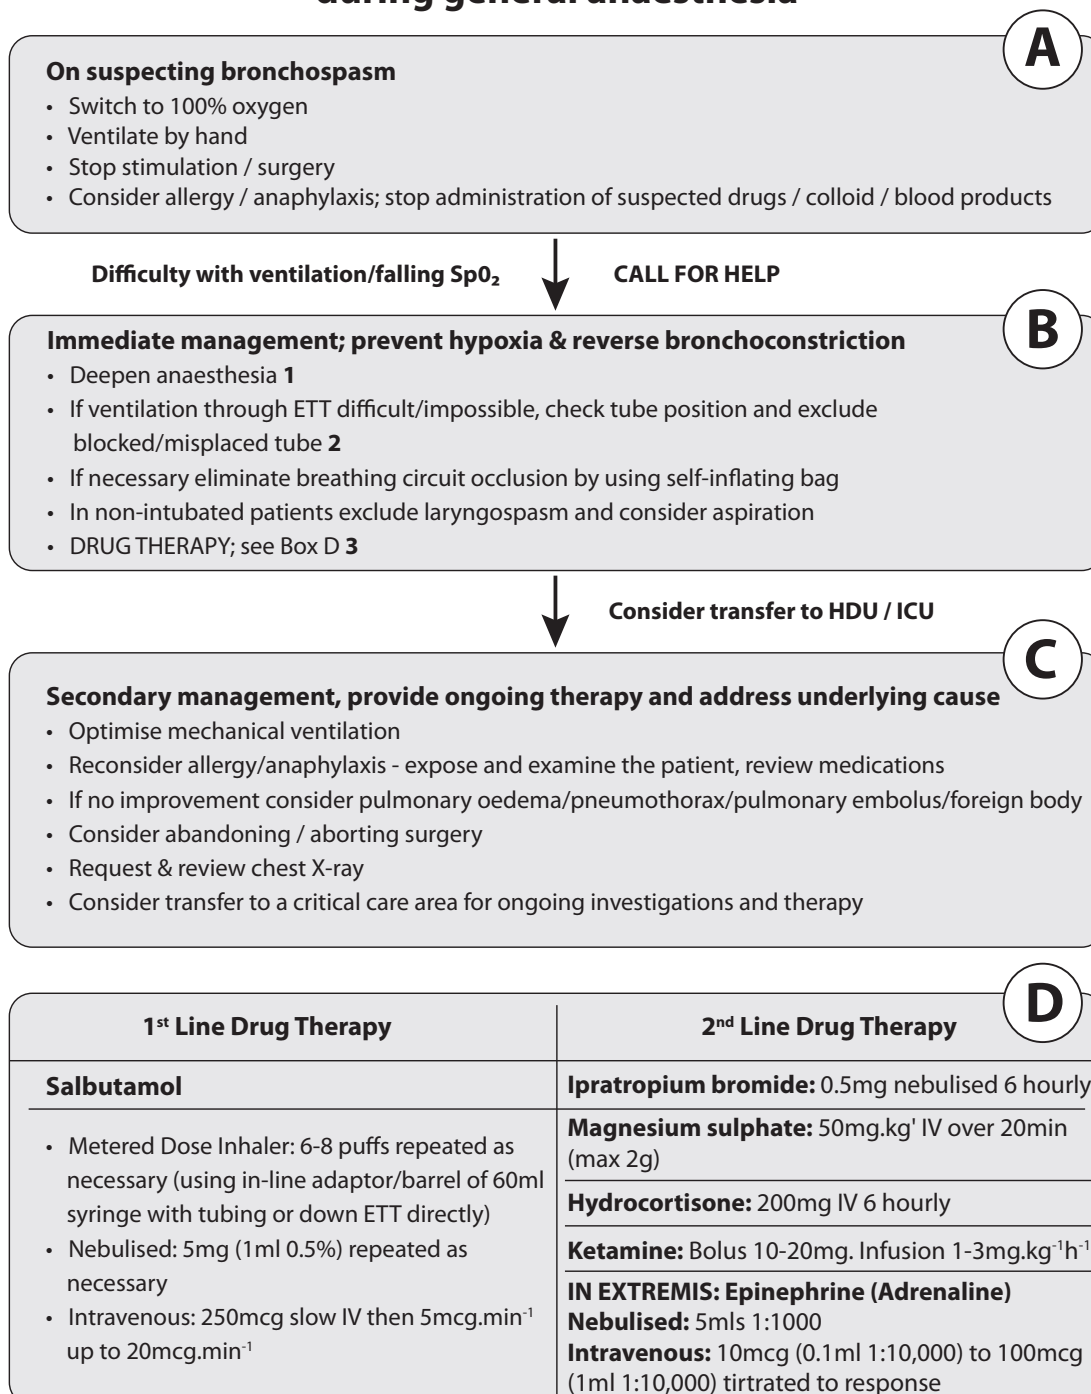 during general anaesthesia
A
On suspecting bronchospasm
• Switch to 100% oxygen
• Ventilate by hand
• Stop stimulation / surgery
• Consider allergy / anaphylaxis; stop administration of suspected drugs / colloid / blood products
Difficulty with ventilation/falling Sp0₂
CALL FOR HELP
B
Immediate management; prevent hypoxia & reverse bronchoconstriction
• Deepen anaesthesia 1
• If ventilation through ETT difficult/impossible, check tube position and exclude
blocked/misplaced tube 2
• If necessary eliminate breathing circuit occlusion by using self-inflating bag
• In non-intubated patients exclude laryngospasm and consider aspiration
• DRUG THERAPY; see Box D 3
Consider transfer to HDU / ICU
C
Secondary management, provide ongoing therapy and address underlying cause
• Optimise mechanical ventilation
• Reconsider allergy/anaphylaxis - expose and examine the patient, review medications
• If no improvement consider pulmonary oedema/pneumothorax/pulmonary embolus/foreign body
• Consider abandoning / aborting surgery
• Request & review chest X-ray
• Consider transfer to a critical care area for ongoing investigations and therapy
D
1st Line Drug Therapy
Salbutamol
• Metered Dose Inhaler: 6-8 puffs repeated as
necessary (using in-line adaptor/barrel of 60ml
syringe with tubing or down ETT directly)
• Nebulised: 5mg (1ml 0.5%) repeated as
necessary
• Intravenous: 250mcg slow IV then 5mcg.min⁻¹
up to 20mcg.min⁻¹
2nd Line Drug Therapy
Ipratropium bromide: 0.5mg nebulised 6 hourly
Magnesium sulphate: 50mg.kg' IV over 20min
(max 2g)
Hydrocortisone: 200mg IV 6 hourly
Ketamine: Bolus 10-20mg. Infusion 1-3mg.kg⁻¹h⁻¹
IN EXTREMIS: Epinephrine (Adrenaline)
Nebulised: 5mls 1:1000
Intravenous: 10mcg (0.1ml 1:10,000) to 100mcg
(1ml 1:10,000) tirtrated to response